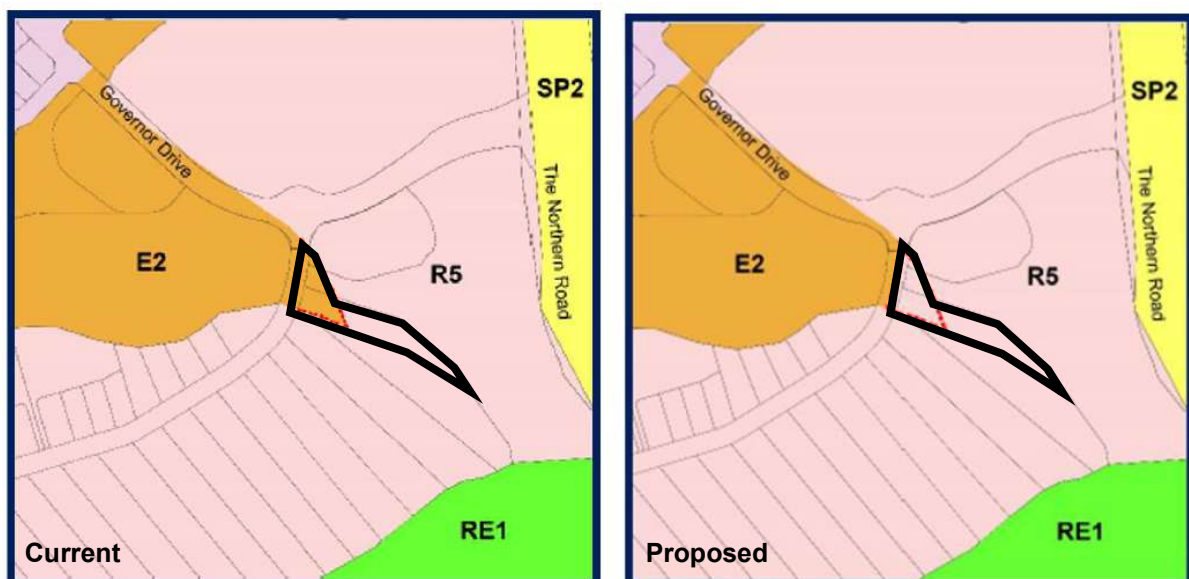 Governor Drive
SP2
The Northern Road
E2
R5
RE1
Current
Governor Drive
SP2
The Northern Road
E2
R5
RE1
Proposed